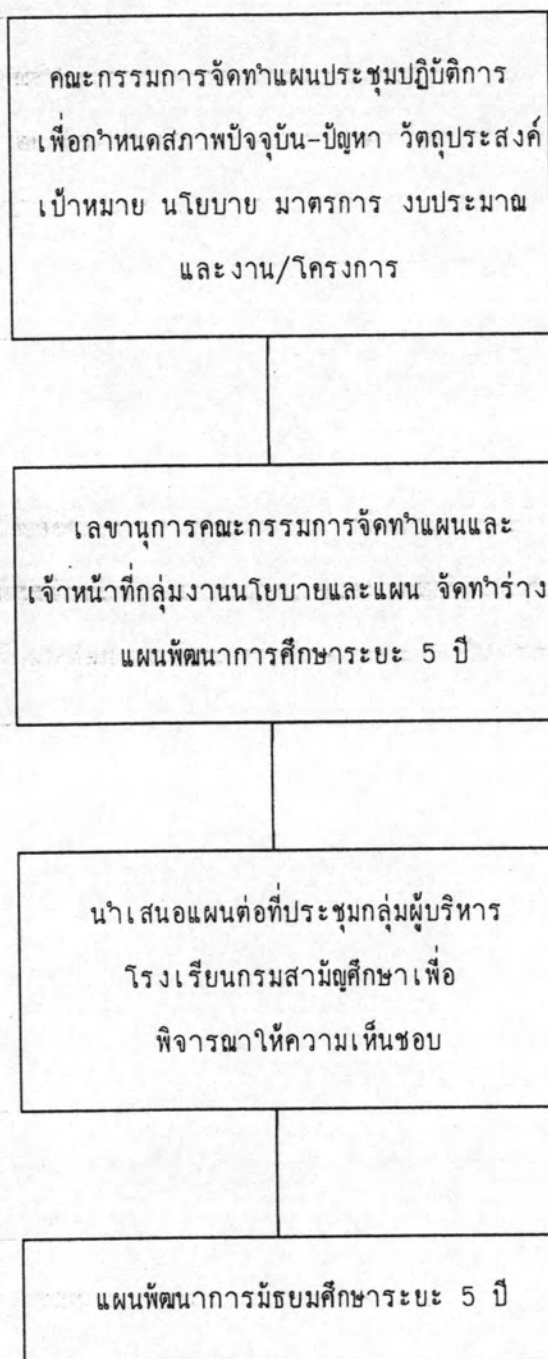 คณะกรรมการจัดทำแผนประชุมปฏิบัติการ
เพื่อกำหนดสภาพปัจจุบัน-ปัญหา วัตถุประสงค์
เป้าหมาย นโยบาย มาตรการ งบประมาณ
และงาน/โครงการ
เลขานุการคณะกรรมการจัดทำแผนและ
เจ้าหน้าที่กลุ่มงานนโยบายและแผน จัดทำร่าง
แผนพัฒนาการศึกษาระยะ 5 ปี
นำเสนอแผนต่อที่ประชุมกลุ่มผู้บริหาร
โรงเรียนกรมสามัญศึกษาเพื่อ
พิจารณาให้ความเห็นชอบ
แผนพัฒนาการมัธยมศึกษาระยะ 5 ปี